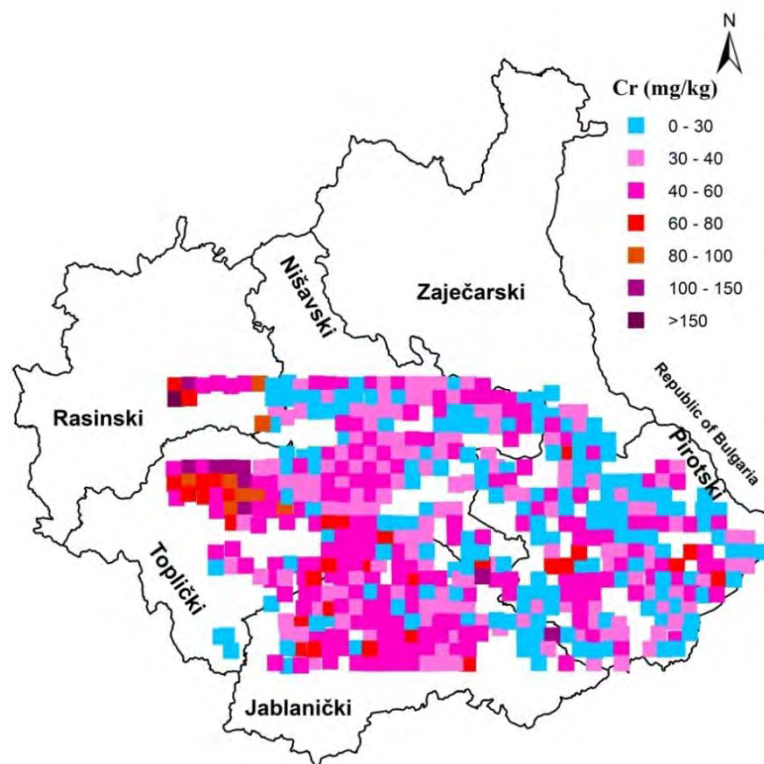 N
Cr (mg/kg)
0 - 30
30 - 40
40 - 60
60 - 80
80 - 100
100 - 150
>150
Nišavski
Zaječarski
Rasinski
Republic of Bulgaria
Pirotski
Toplički
Jablanički